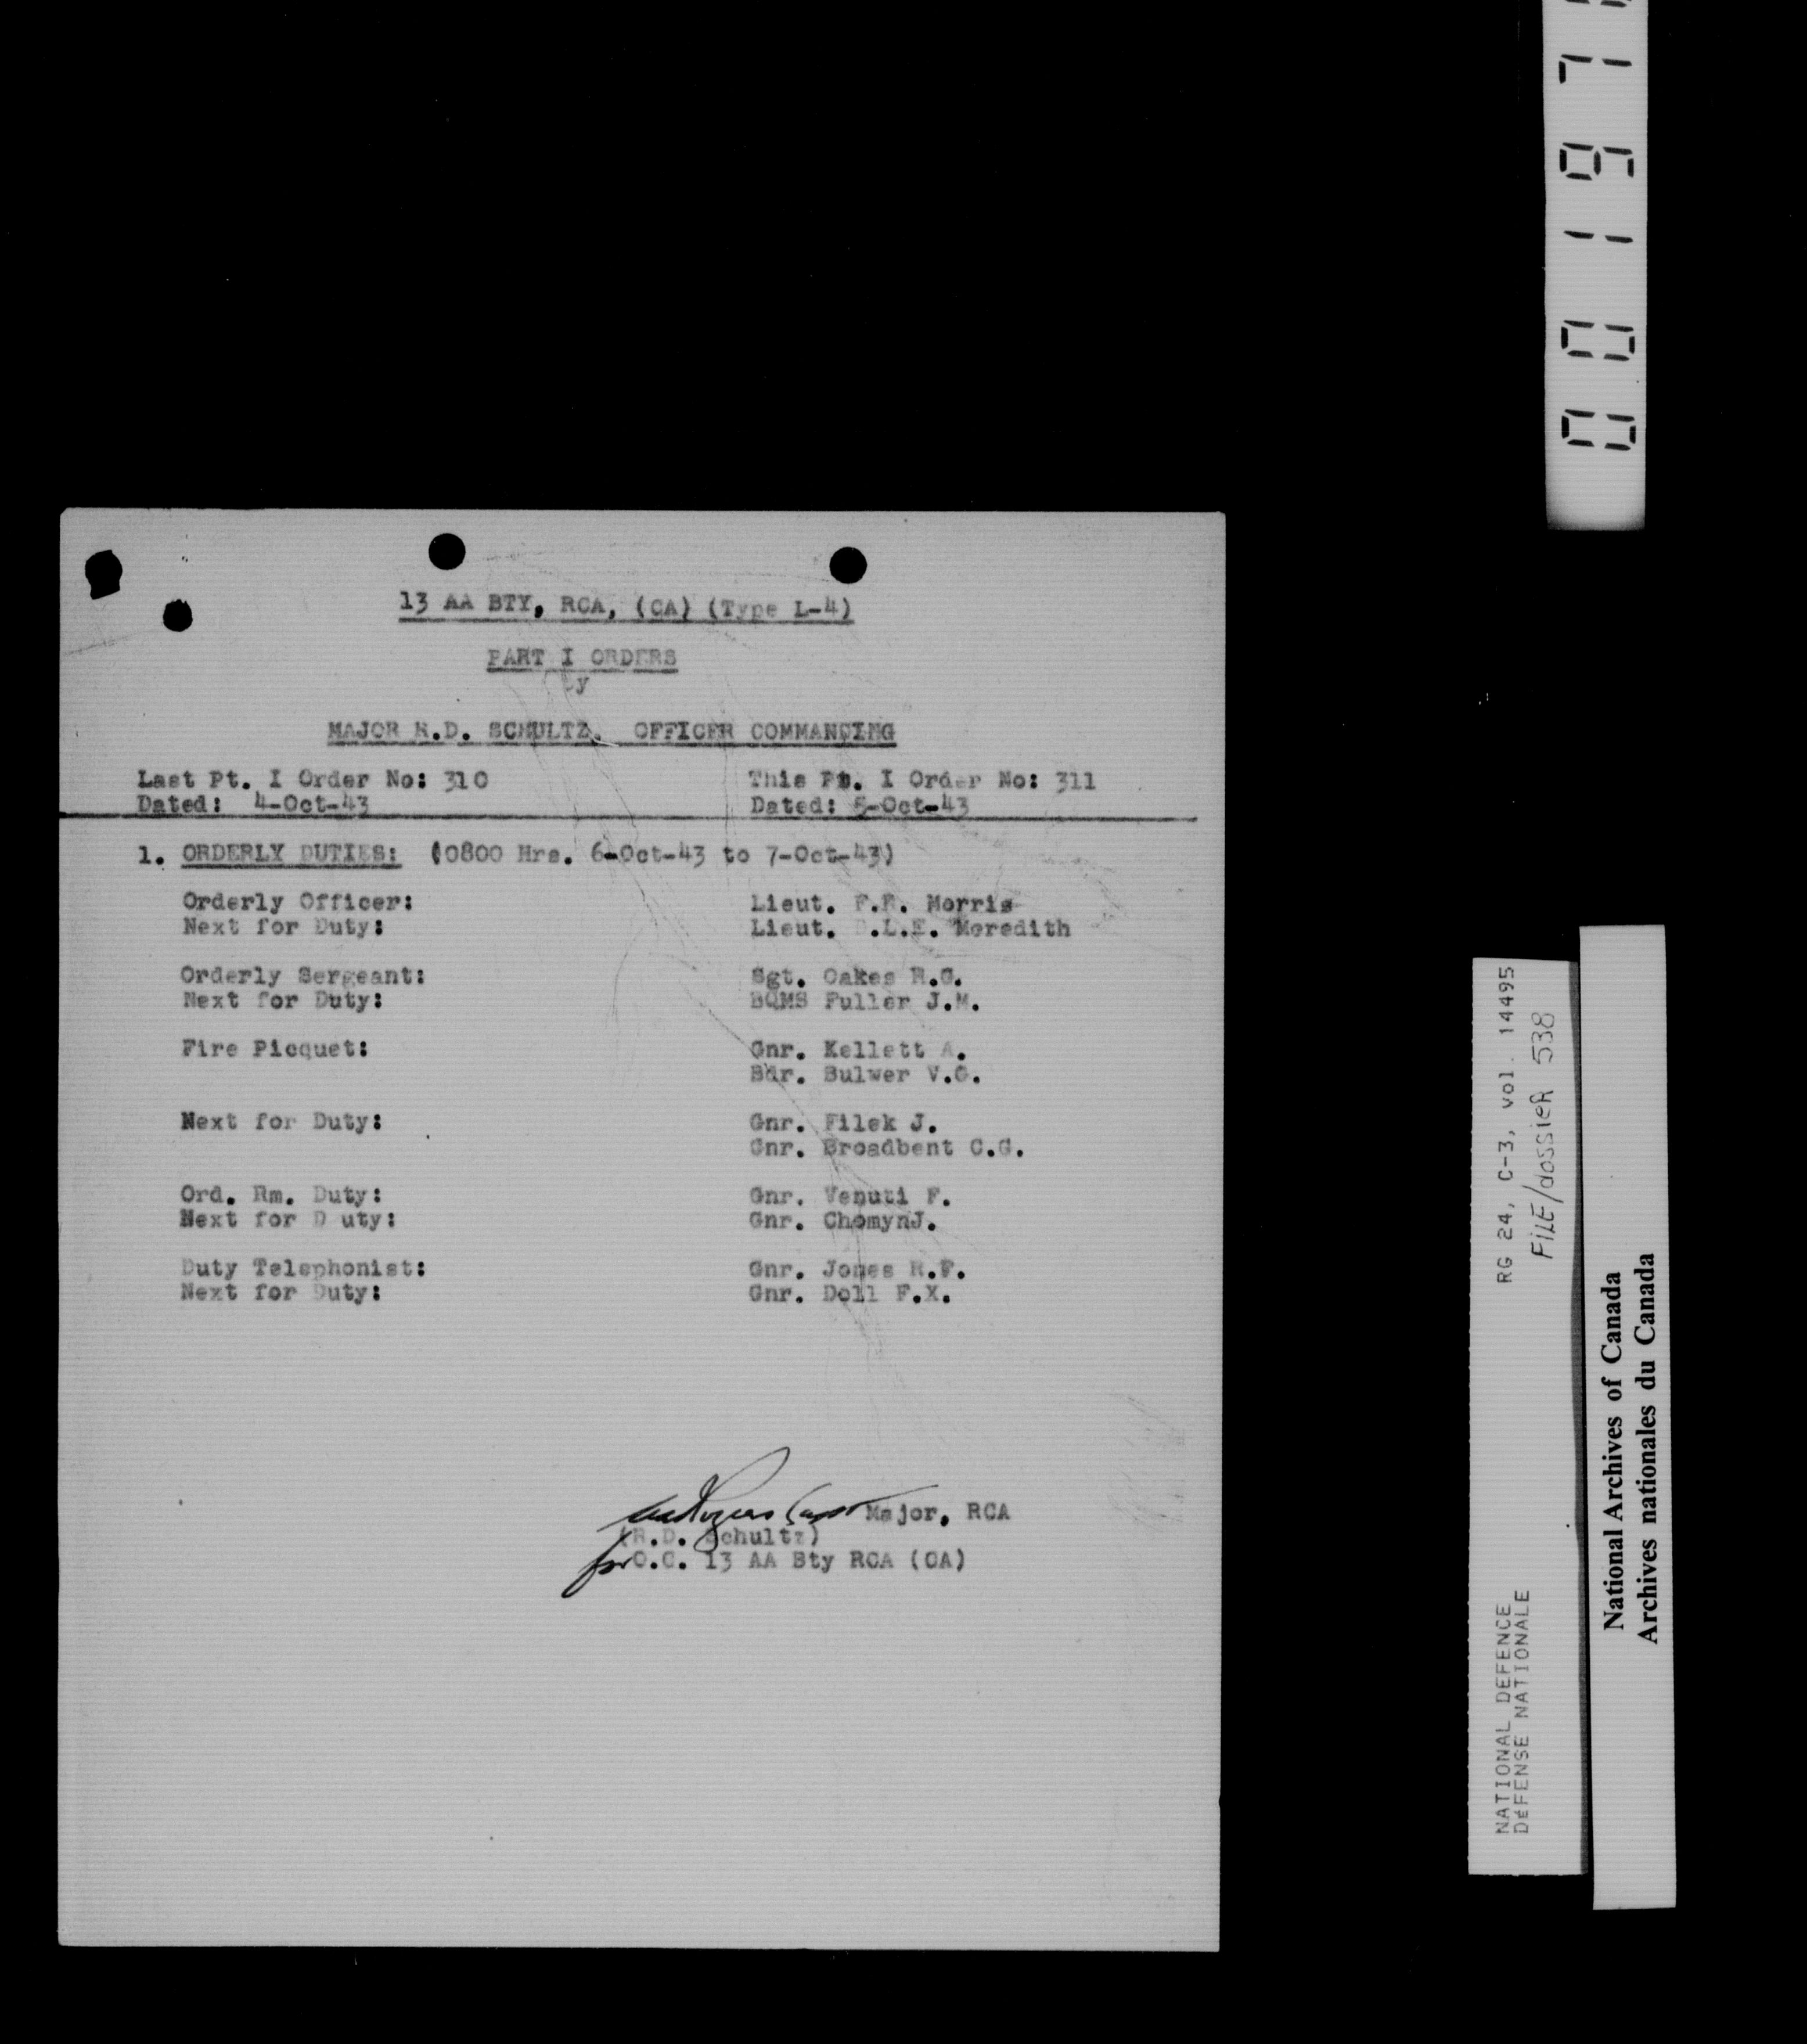 13 AA BTY, RCA, (CA) (Type L-4)
PART I ORDERS
by
MAJOR R.D. SCHULTZ, OFFICER COMMANDING
Last Pt. I Order No: 310 This Pt. I Order No: 311
Dated: 4-Oct-43 Dated: 5-Oct-43
1. ORDERLY DUTIES: (0800 Hrs. 6-Oct-43 to 7-Oct-43)
Orderly Officer: Lieut. F.R. Morris
Next for Duty: Lieut. .L.E. Meredith
Orderly Sergeant: Sgt. Oakes R.G.
Next for Duty: BQMS Fuller J.M.
Fire Picquet: Gnr. Kellett A.
Bdr. Bulwer V.G.
Next for Duty: Gnr. Filek J.
Gnr. Broadbent C.G.
Ord. Rm. Duty: Gnr. Venuti F.
Next for D uty: Gnr. ChomynJ.
Duty Telephonist: Gnr. Jones R.F.
Next for Duty: Gnr. Doll F.X.
Major, RCA
(R.D. Schultz)
for O.C. 13 AA Bty RCA (CA)
RG 24, C-3, vol. 14495
FILE/dossier 538
NATIONAL DEFENCE
DéFENSE NATIONALE
National Archives of Canada
Archives nationales du Canada